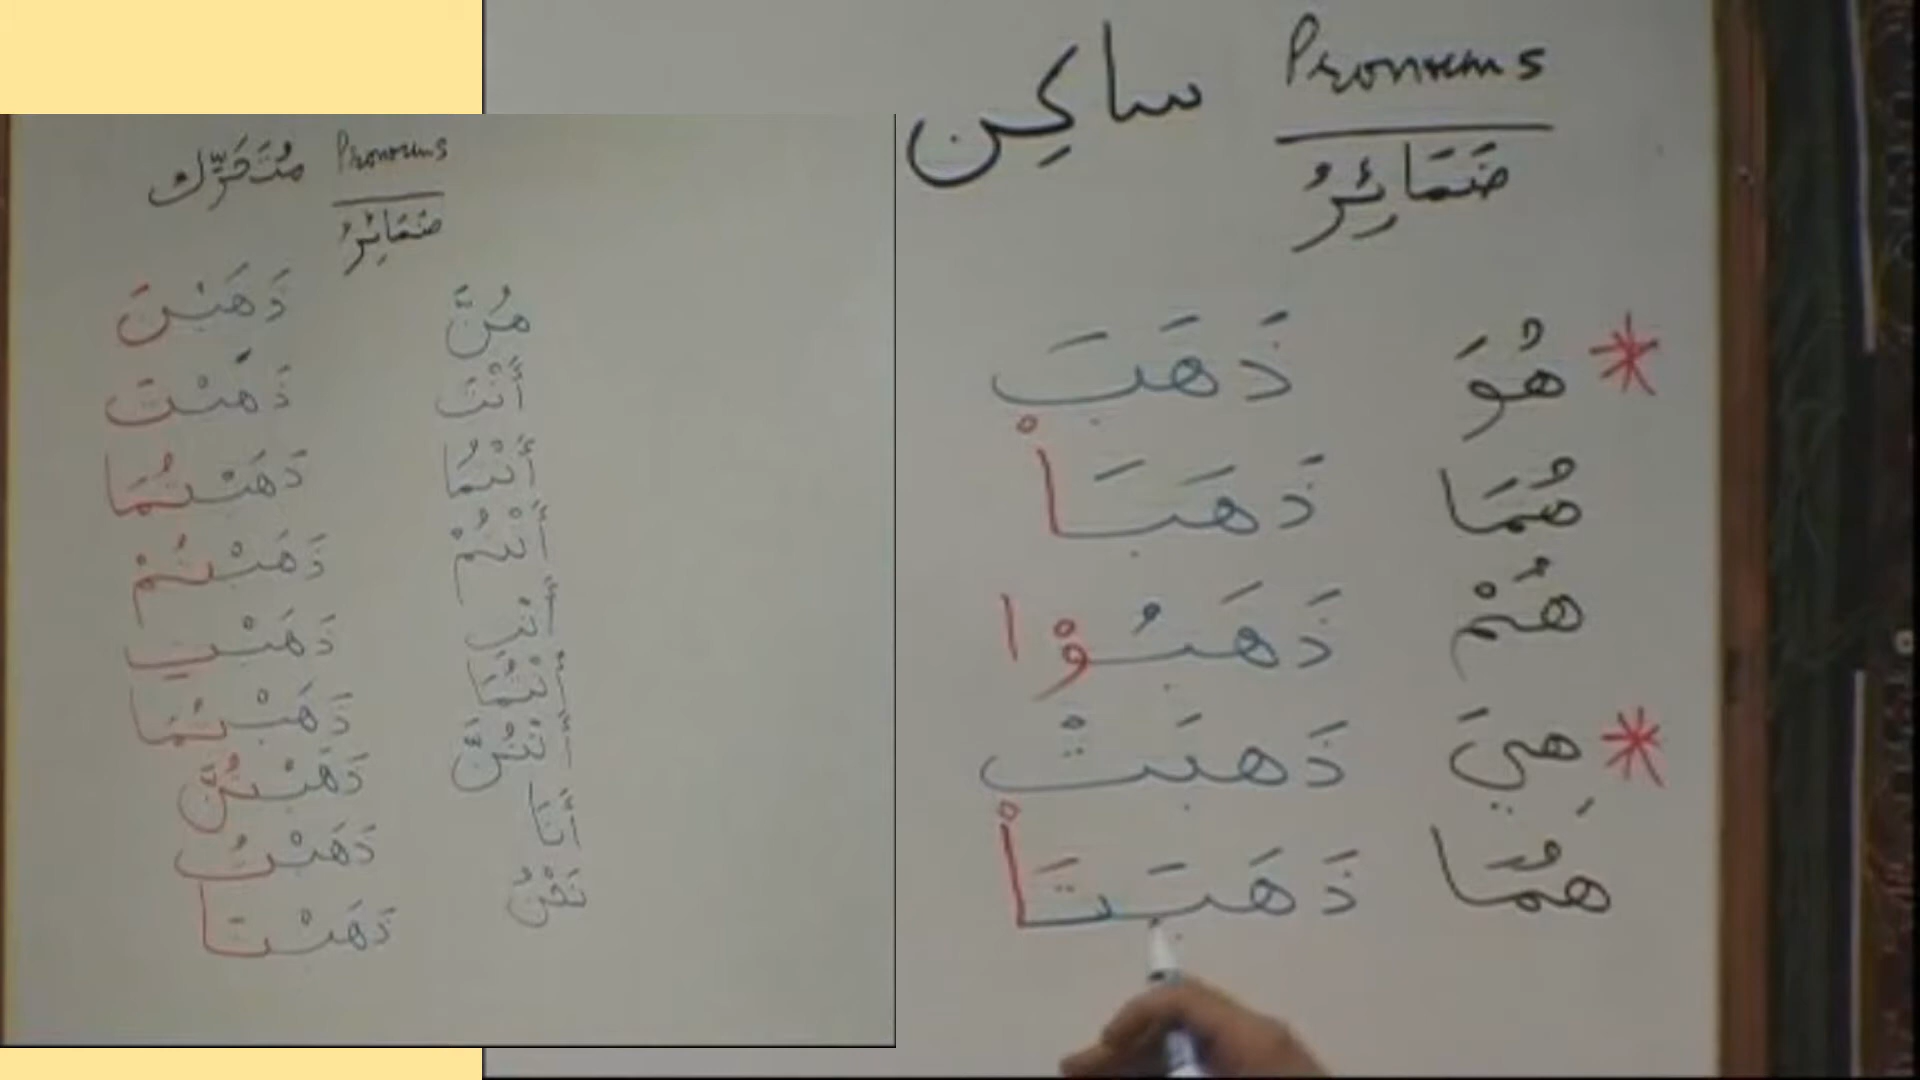 Pronouns ساكِن
ضَمَائِرُ
هُوَ ذَهَبَ
هُمَا ذَهَبَاْ
هُمْ ذَهَبُوْا
هِيَ ذَهَبَتْ
هُمَا ذَهَبَتَاْ
Pronouns مُتَحَرِّك
ضَمَائِرُ
هُنَّ ذَهَبْنَ
أَنْتَ ذَهَبْتَ
أَنْتُمَا ذَهَبْتُمَا
أَنْتُمْ ذَهَبْتُمْ
أَنْتِ ذَهَبْتِ
أَنْتُمَا ذَهَبْتُمَا
أَنْتُنَّ ذَهَبْتُنَّ
أَنَا ذَهَبْتُ
نَحْنُ ذَهَبْنَا